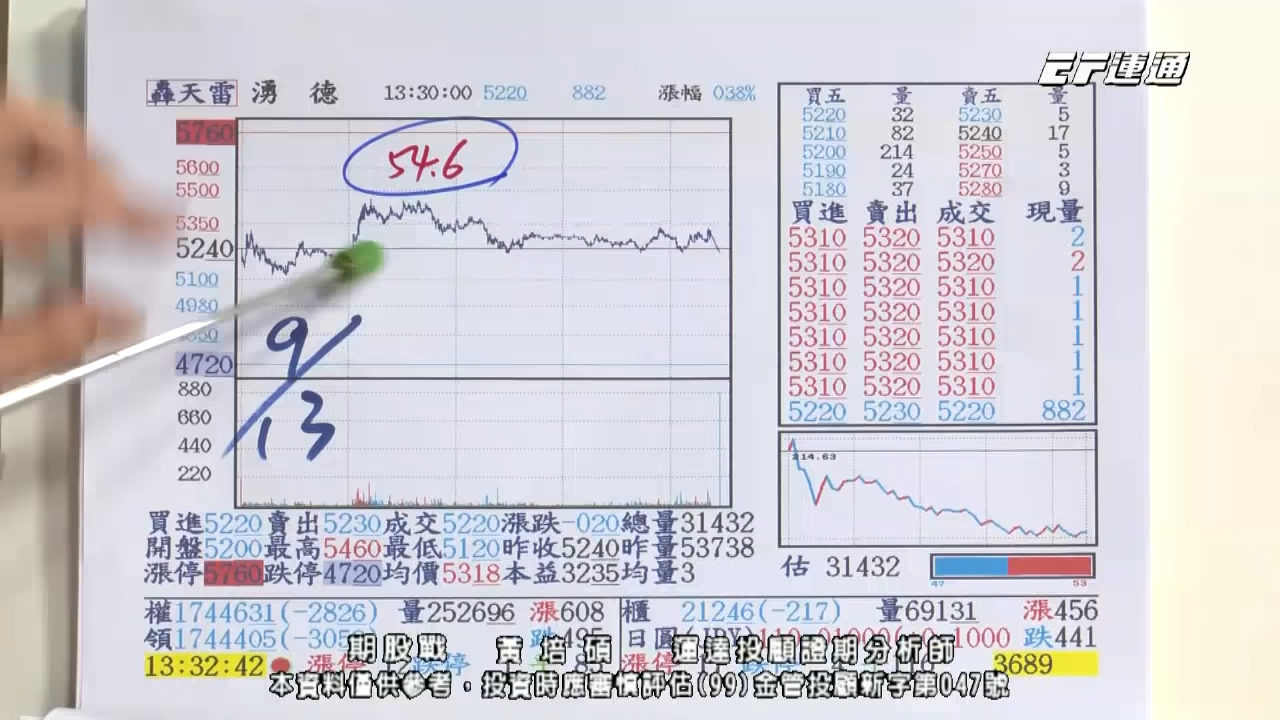 EF運通
轟天雷 湧 德 13:30:00 5220 882 漲幅 038%
5760
5600
5500
5350
5240
5100
4980
4720
880
660
440
220
54.6
9/13
買五 量 賣五 量
5220 32 5230 5
5210 82 5240 17
5200 214 5250 5
5190 24 5270 3
5180 37 5280 9
買進 賣出 成交 現量
5310 5320 5310 2
5310 5320 5320 2
5310 5320 5310 1
5310 5320 5310 1
5310 5320 5310 1
5310 5320 5310 1
5310 5320 5310 1
5220 5230 5220 882
214.63
買進5220賣出5230成交5220漲跌-020總量31432
開盤5200最高5460最低5120昨收5240昨量53738
漲停5760跌停4720均價5318本益3235均量3
估 31432
47 53
權1744631(-2826) 量252696 漲608 櫃 21246(-217) 量69131 漲456
領1744405 日圓 跌441
13:32:42 3689
期股戰 黃培碩 運達投顧證期分析師
本資料僅供參考，投資時應審慎評估(99)金管投顧新字第047號